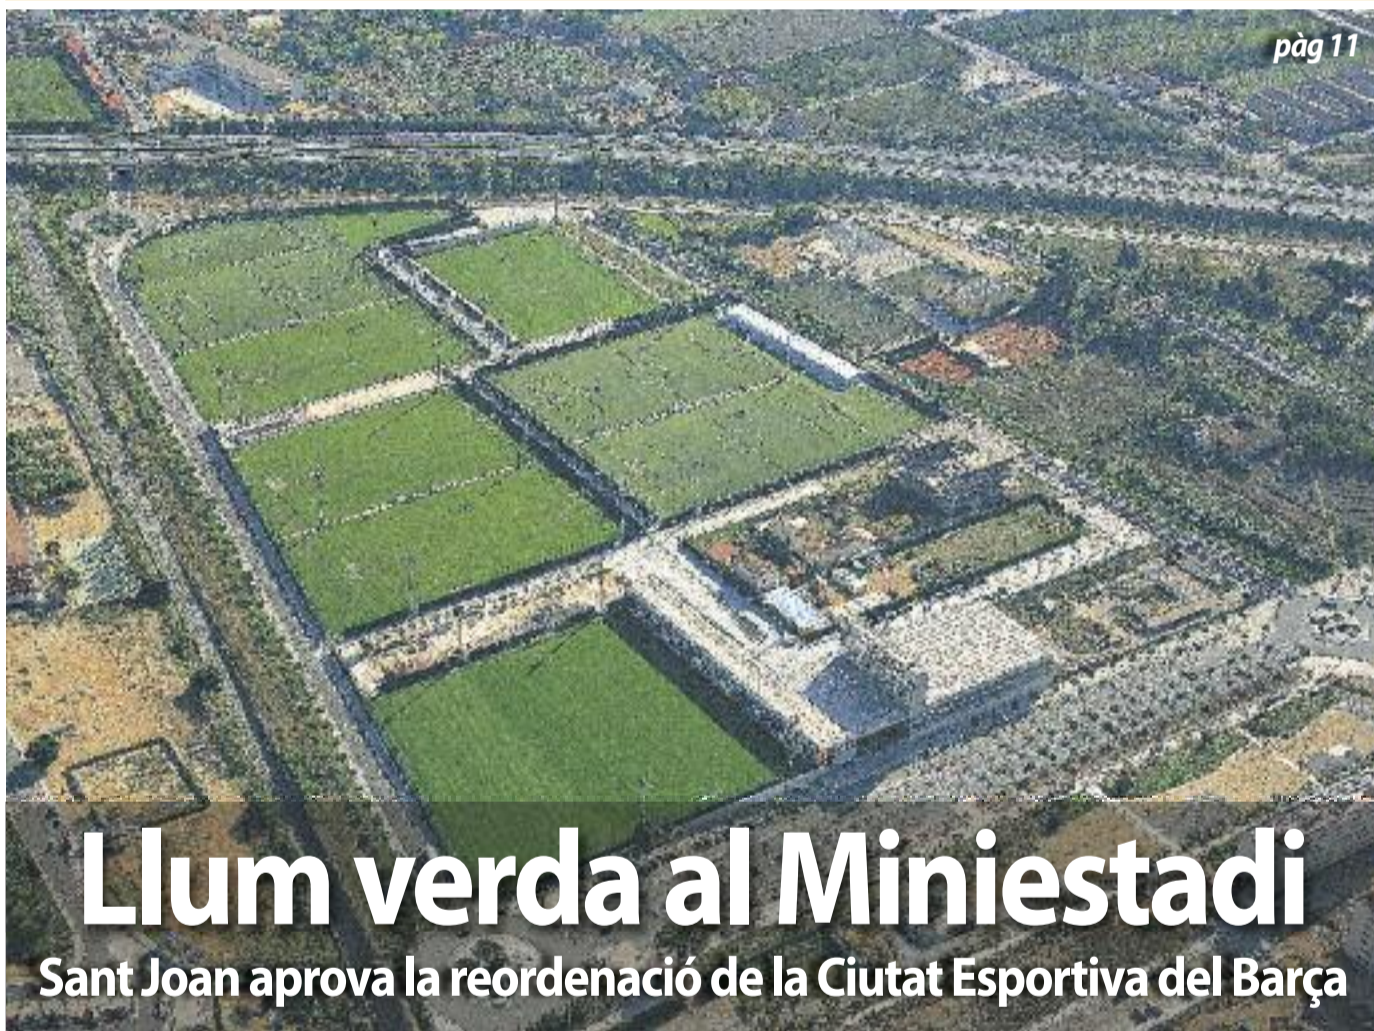 pàg 11
Llum verda al Miniestadi
Sant Joan aprova la reordenació de la Ciutat Esportiva del Barça